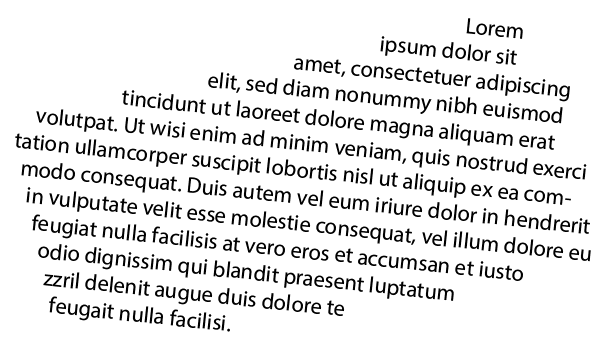 Lorem
ipsum dolor sit
amet, consectetuer adipiscing
elit, sed diam nonummy nibh euismod
tincidunt ut laoreet dolore magna aliquam erat
volutpat. Ut wisi enim ad minim veniam, quis nostrud exerci
tation ullamcorper suscipit lobortis nisl ut aliquip ex ea com-
modo consequat. Duis autem vel eum iriure dolor in hendrerit
in vulputate velit esse molestie consequat, vel illum dolore eu
feugiat nulla facilisis at vero eros et accumsan et iusto
odio dignissim qui blandit praesent luptatum
zzril delenit augue duis dolore te
feugait nulla facilisi.